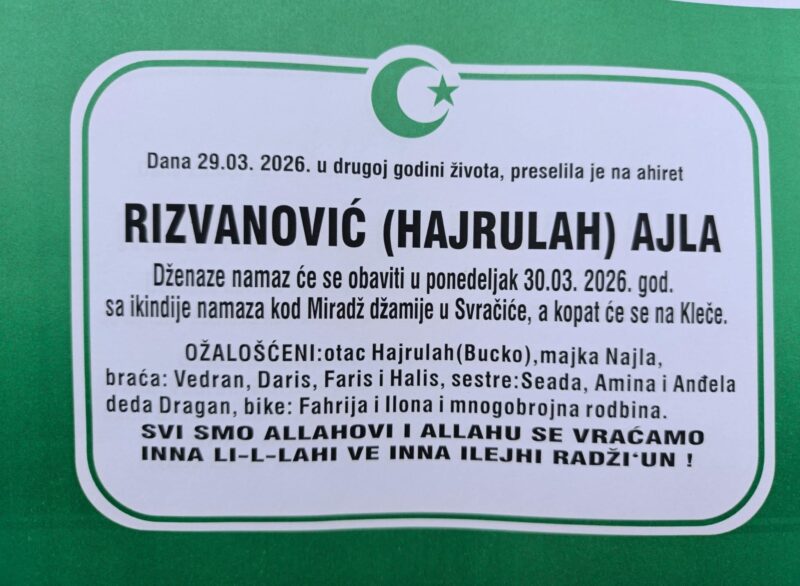 Dana 29.03. 2026. u drugoj godini života, preselila je na ahiret
RIZVANOVIĆ (HAJRULAH) AJLA
Dženaze namaz će se obaviti u ponedeljak 30.03. 2026. god.
sa ikindije namaza kod Miradž džamije u Svračiće, a kopat će se na Kleče.
OŽALOŠĆENI:otac Hajrulah(Bucko),majka Najla,
braća: Vedran, Daris, Faris i Halis, sestre:Seada, Amina i Anđela
deda Dragan, bike: Fahrija i Ilona i mnogobrojna rodbina.
SVI SMO ALLAHOVI I ALLAHU SE VRAĆAMO
INNA LI-L-LAHI VE INNA ILEJHI RADŽI'UN !